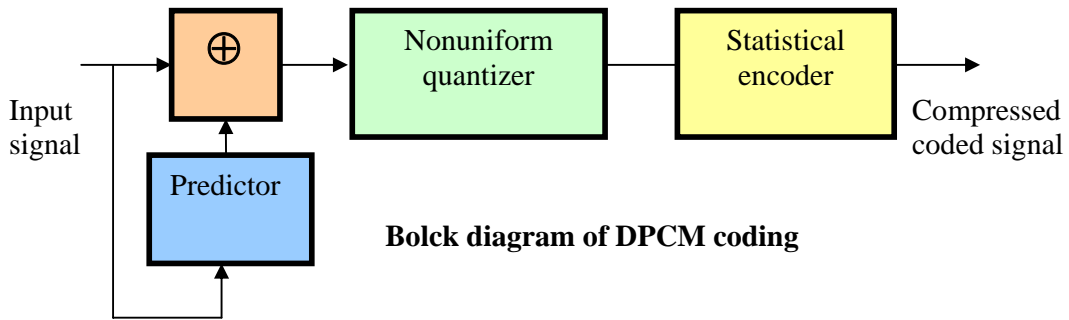 ⊕
Nonuniform
quantizer
Statistical
encoder
Input
signal
Compressed
coded signal
Predictor
Bolck diagram of DPCM coding